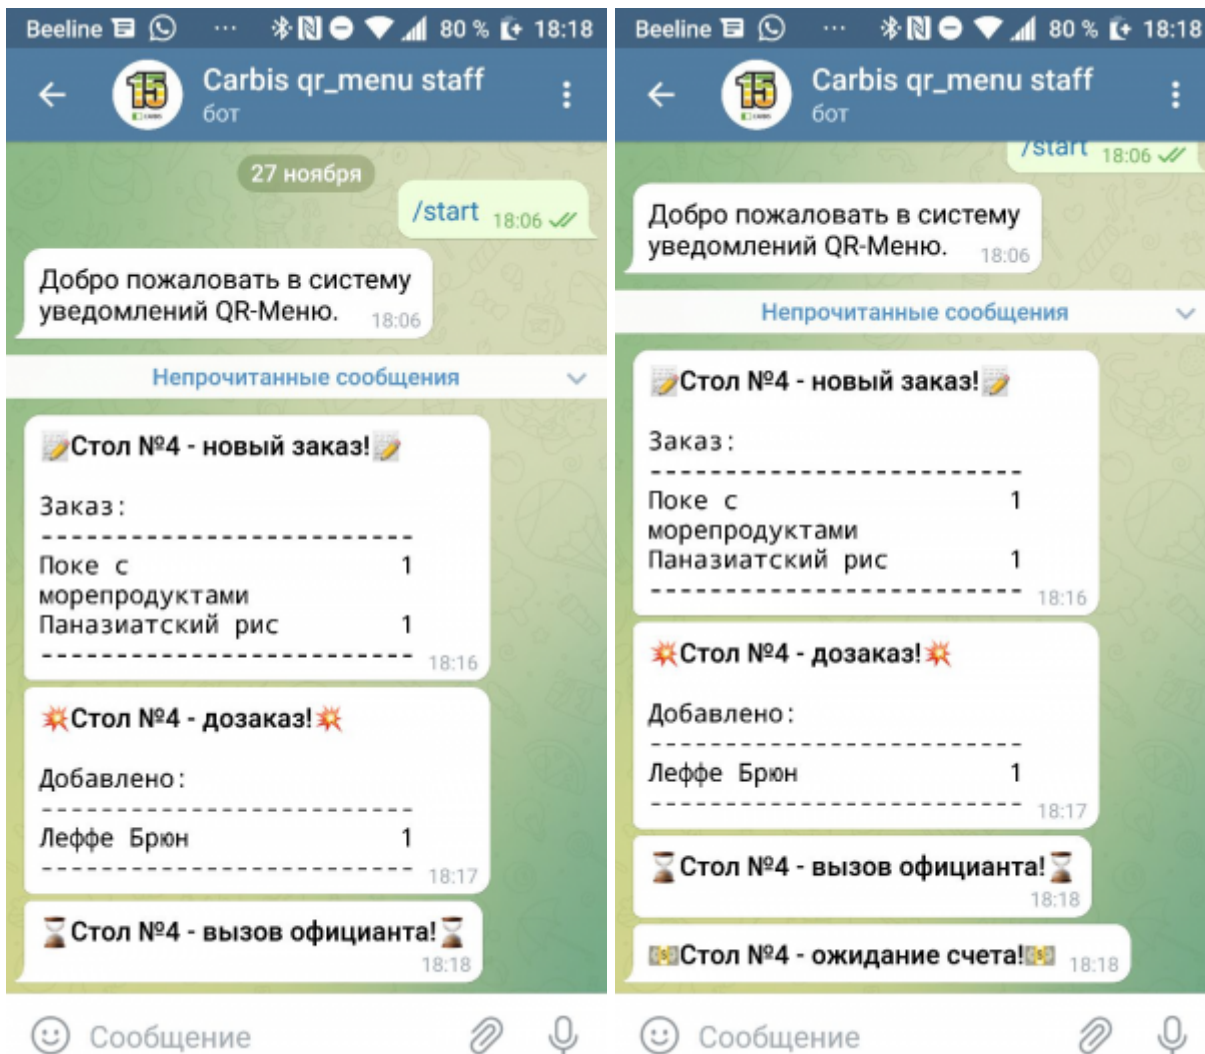 Beeline ... 80 % 18:18
Carbis qr_menu staff
бот
27 ноября
/start 18:06
Добро пожаловать в систему
уведомлений QR-Меню. 18:06
Непрочитанные сообщения
Стол №4 - новый заказ!
Заказ:
--------------------------
Поке с 1
морепродуктами
Паназиатский рис 1
-------------------------- 18:16
Стол №4 - дозаказ!
Добавлено:
--------------------------
Леффе Брюн 1
-------------------------- 18:17
Стол №4 - вызов официанта!
18:18
Сообщение
Beeline ... 80 % 18:18
Carbis qr_menu staff
бот
/start 18:06
Добро пожаловать в систему
уведомлений QR-Меню. 18:06
Непрочитанные сообщения
Стол №4 - новый заказ!
Заказ:
--------------------------
Поке с 1
морепродуктами
Паназиатский рис 1
-------------------------- 18:16
Стол №4 - дозаказ!
Добавлено:
--------------------------
Леффе Брюн 1
-------------------------- 18:17
Стол №4 - вызов официанта!
18:18
Стол №4 - ожидание счета! 18:18
Сообщение